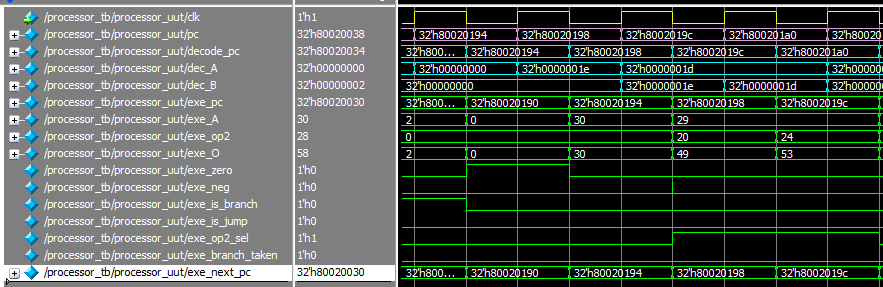 /processor_tb/processor_uut/clk 1'h1
/processor_tb/processor_uut/pc 32'h80020038 32'h80020194 32'h80020198 32'h8002019c 32'h800201a0 32'h80020
/processor_tb/processor_uut/decode_pc 32'h80020034 32'h800... 32'h80020194 32'h80020198 32'h8002019c 32'h800201a0 32'h800
/processor_tb/processor_uut/dec_A 32'h00000000 32'h00000000 32'h0000001e 32'h0000001d 32'h000
/processor_tb/processor_uut/dec_B 32'h00000002 32'h00000000 32'h0000001e 32'h0000001d 32'h000
/processor_tb/processor_uut/exe_pc 32'h80020030 32'h800... 32'h80020190 32'h80020194 32'h80020198 32'h8002019c
/processor_tb/processor_uut/exe_A 30 2 0 30 29
/processor_tb/processor_uut/exe_op2 28 0 20 24
/processor_tb/processor_uut/exe_O 58 2 0 30 49 53
/processor_tb/processor_uut/exe_zero 1'h0
/processor_tb/processor_uut/exe_neg 1'h0
/processor_tb/processor_uut/exe_is_branch 1'h0
/processor_tb/processor_uut/exe_is_jump 1'h0
/processor_tb/processor_uut/exe_op2_sel 1'h1
/processor_tb/processor_uut/exe_branch_taken 1'h0
/processor_tb/processor_uut/exe_next_pc 32'h80020030 32'h800... 32'h80020190 32'h80020194 32'h80020198 32'h8002019c